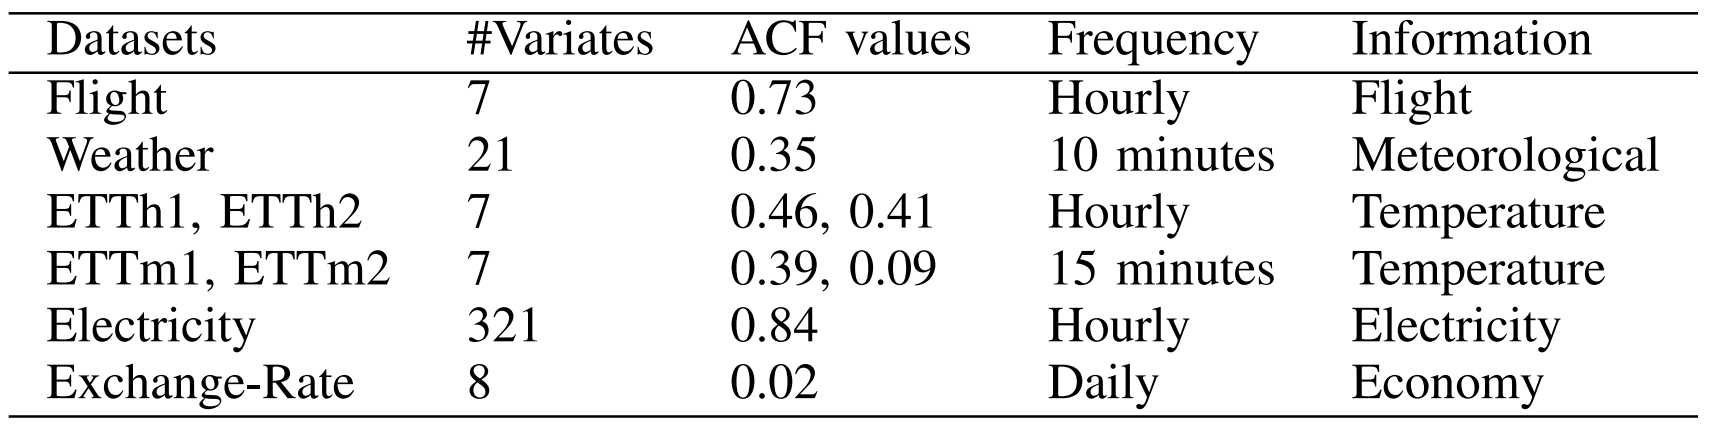 Datasets #Variates ACF values Frequency Information
Flight 7 0.73 Hourly Flight
Weather 21 0.35 10 minutes Meteorological
ETTh1, ETTh2 7 0.46, 0.41 Hourly Temperature
ETTm1, ETTm2 7 0.39, 0.09 15 minutes Temperature
Electricity 321 0.84 Hourly Electricity
Exchange-Rate 8 0.02 Daily Economy